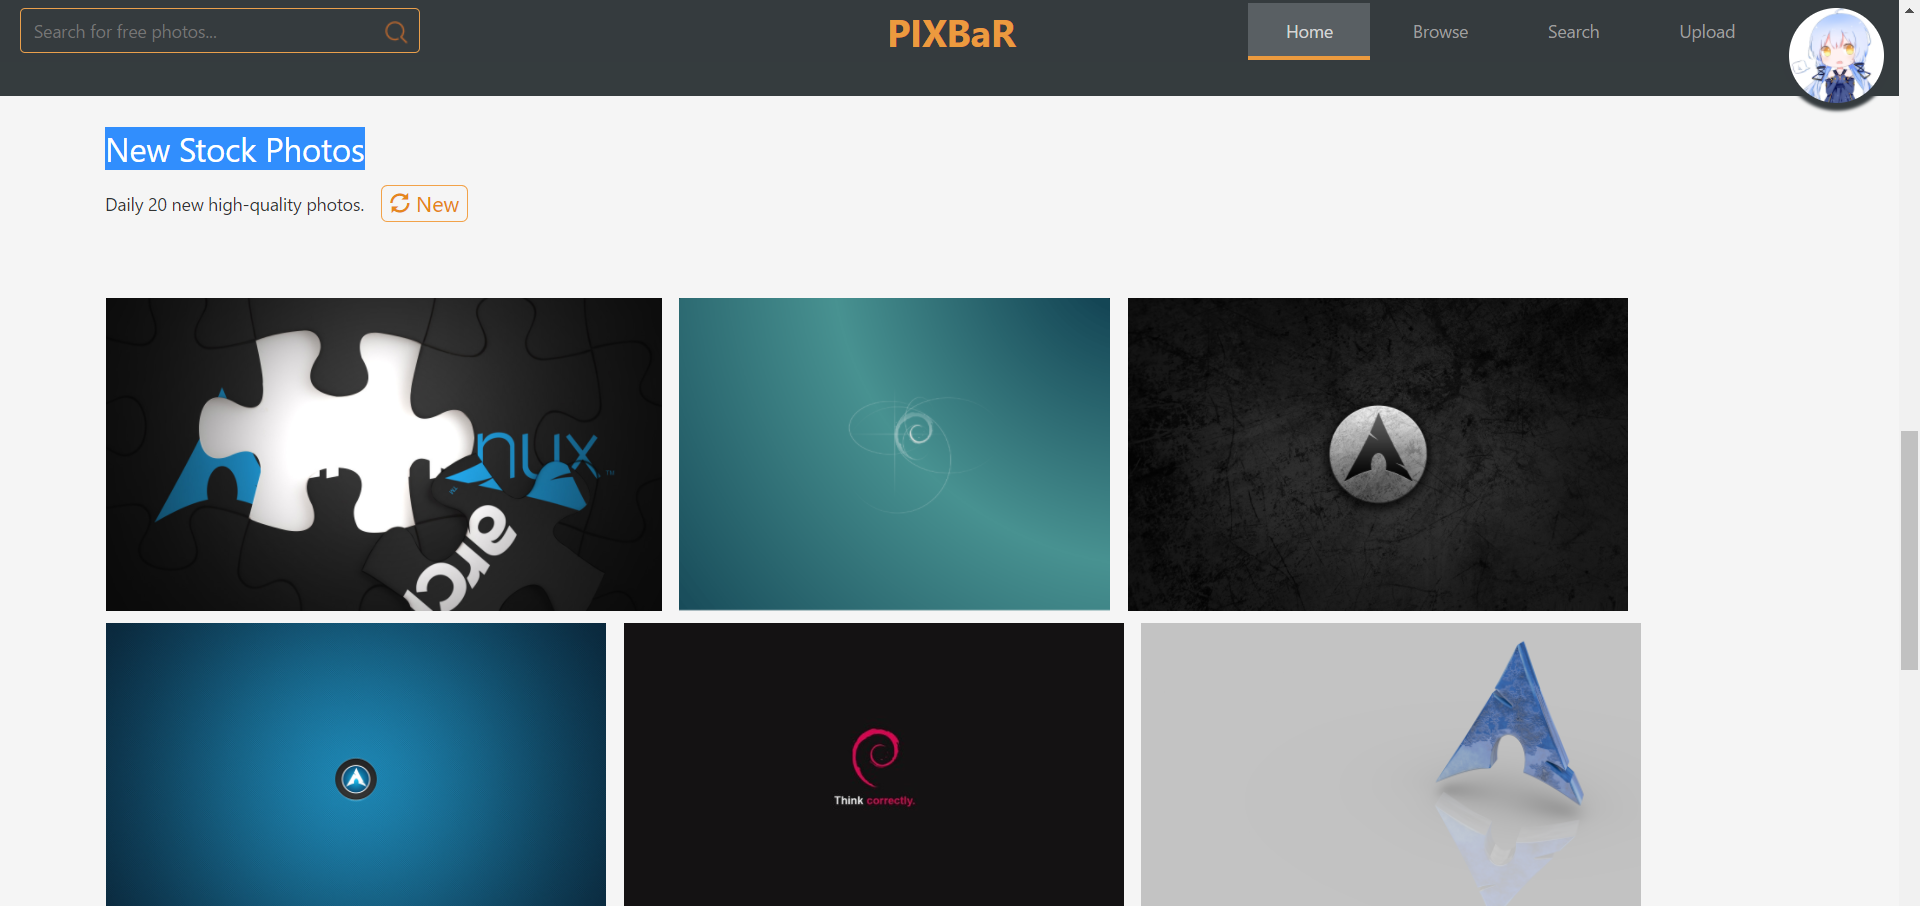 Search for free photos...
PIXBaR
Home
Browse
Search
Upload
New Stock Photos
Daily 20 new high-quality photos.
New
nux
™
arc
Think correctly.